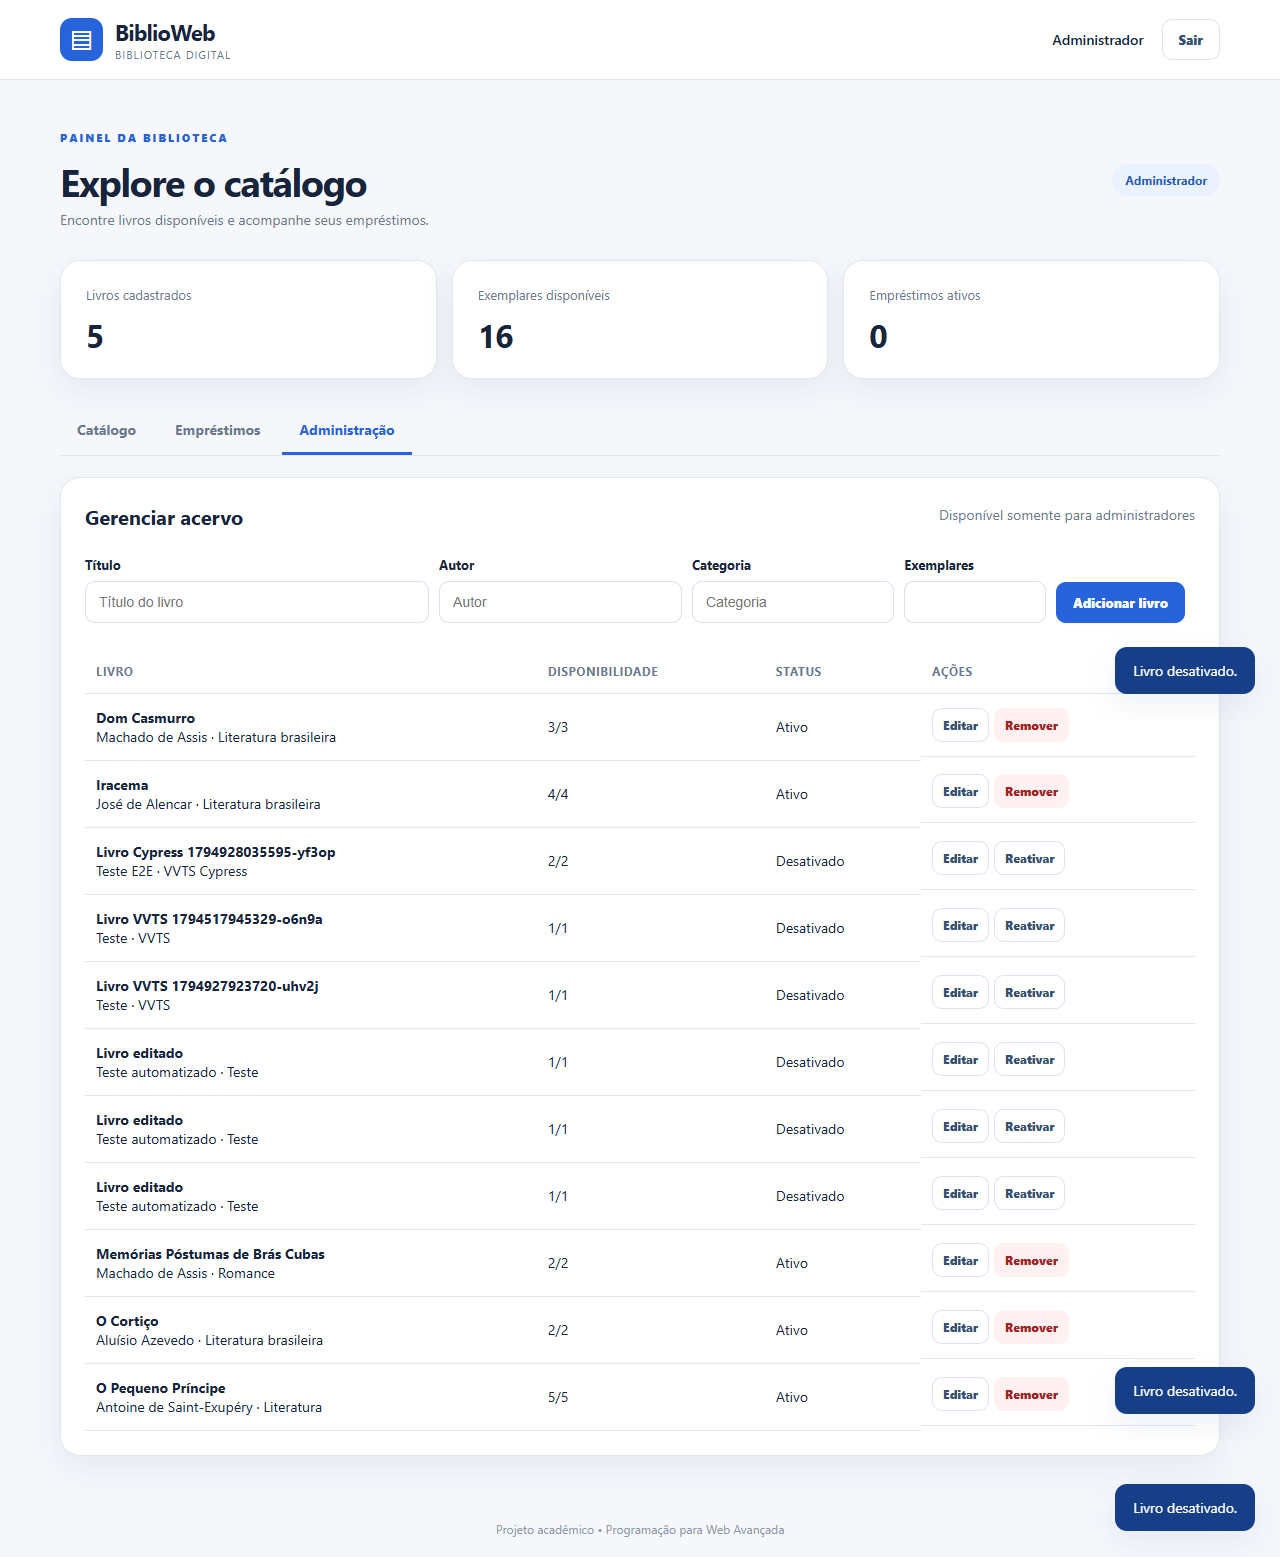 BiblioWeb
BIBLIOTECA DIGITAL
Administrador
Sair
PAINEL DA BIBLIOTECA
Explore o catálogo
Administrador
Encontre livros disponíveis e acompanhe seus empréstimos.
Livros cadastrados
5
Exemplares disponíveis
16
Empréstimos ativos
0
Catálogo
Empréstimos
Administração
Gerenciar acervo
Disponível somente para administradores
Título
Autor
Categoria
Exemplares
Título do livro
Autor
Categoria
Adicionar livro
LIVRO
DISPONIBILIDADE
STATUS
AÇÕES
Livro desativado.
Dom Casmurro
Machado de Assis · Literatura brasileira
3/3
Ativo
Editar
Remover
Iracema
José de Alencar · Literatura brasileira
4/4
Ativo
Editar
Remover
Livro Cypress 1794928035595-yf3op
Teste E2E · VVTS Cypress
2/2
Desativado
Editar
Reativar
Livro VVTS 1794517945329-o6n9a
Teste · VVTS
1/1
Desativado
Editar
Reativar
Livro VVTS 1794927923720-uhv2j
Teste · VVTS
1/1
Desativado
Editar
Reativar
Livro editado
Teste automatizado · Teste
1/1
Desativado
Editar
Reativar
Livro editado
Teste automatizado · Teste
1/1
Desativado
Editar
Reativar
Livro editado
Teste automatizado · Teste
1/1
Desativado
Editar
Reativar
Memórias Póstumas de Brás Cubas
Machado de Assis · Romance
2/2
Ativo
Editar
Remover
O Cortiço
Aluísio Azevedo · Literatura brasileira
2/2
Ativo
Editar
Remover
O Pequeno Príncipe
Antoine de Saint-Exupéry · Literatura
5/5
Ativo
Editar
Remover
Livro desativado.
Livro desativado.
Projeto acadêmico • Programação para Web Avançada